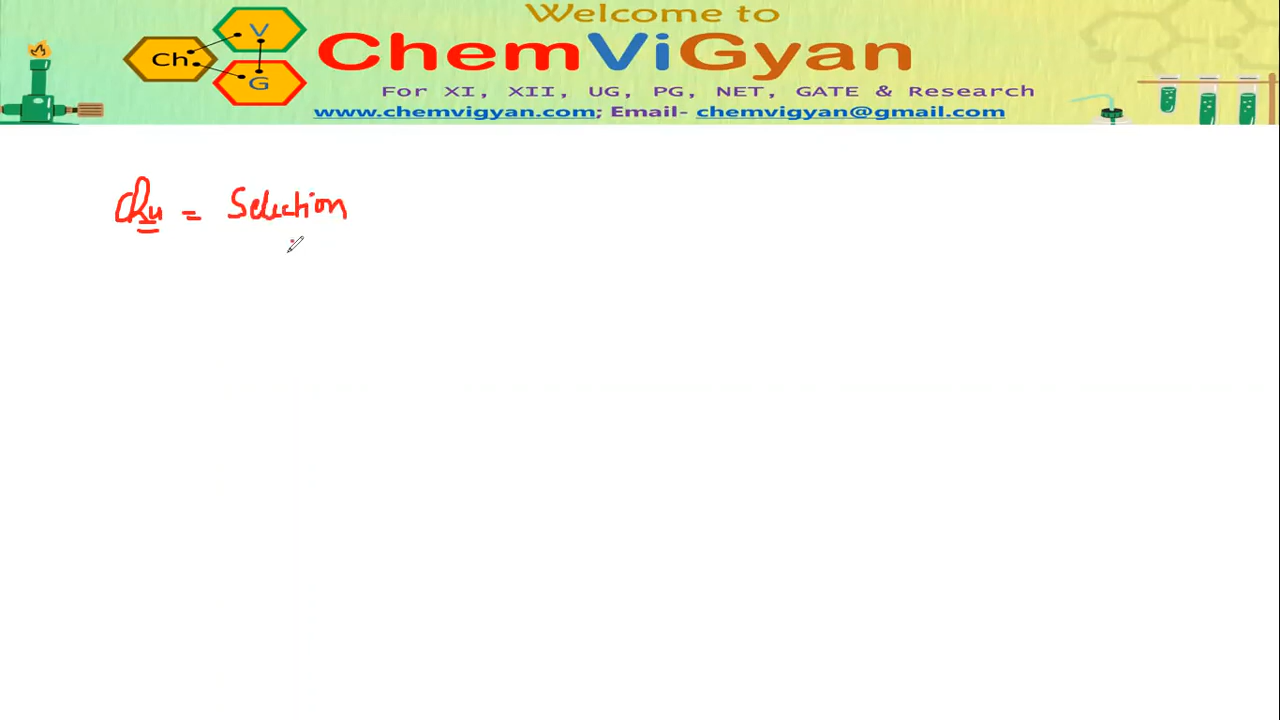 Welcome to
ChemViGyan
Ch
V
G
For XI, XII, UG, PG, NET, GATE & Research
www.chemvigyan.com; Email- chemvigyan@gmail.com
= Selection